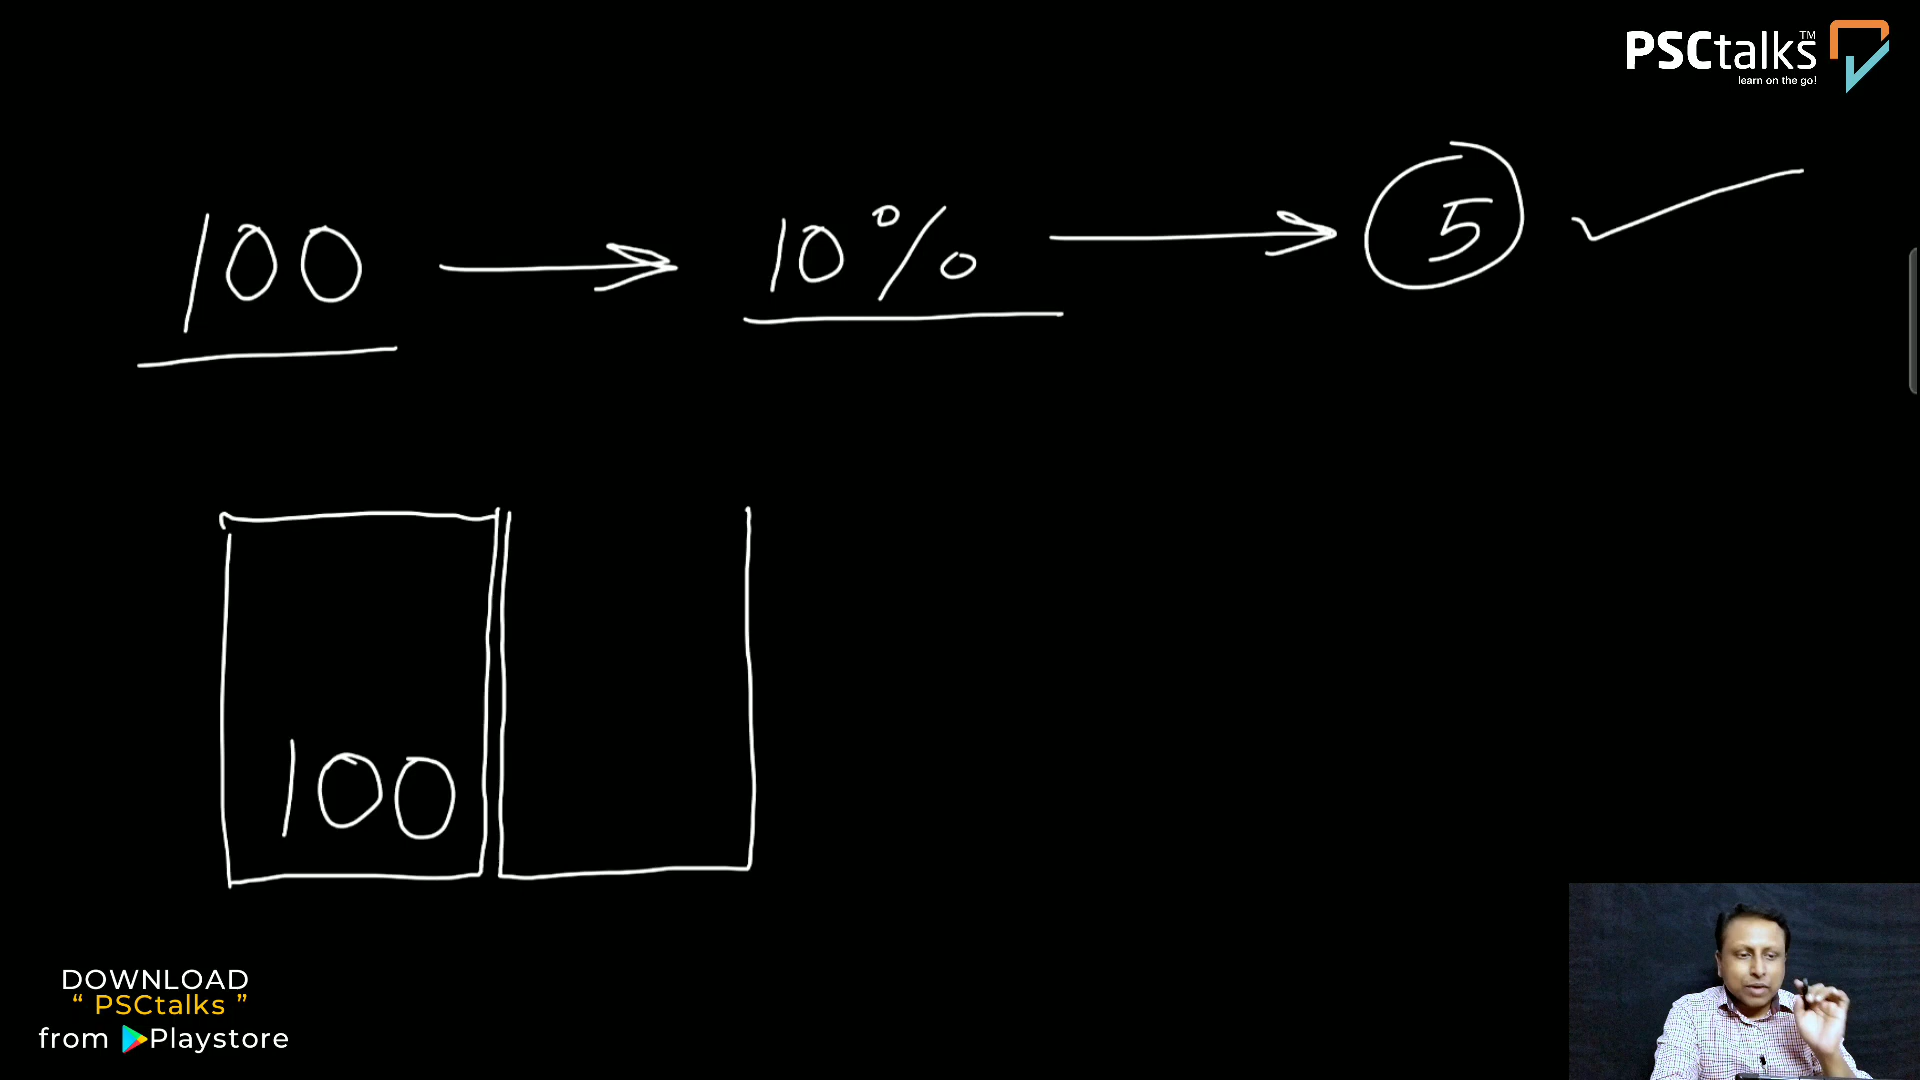 PSCtalks™
learn on the go!
100 → 10% → 5 ✓
100
DOWNLOAD
“ PSCtalks ”
from Playstore